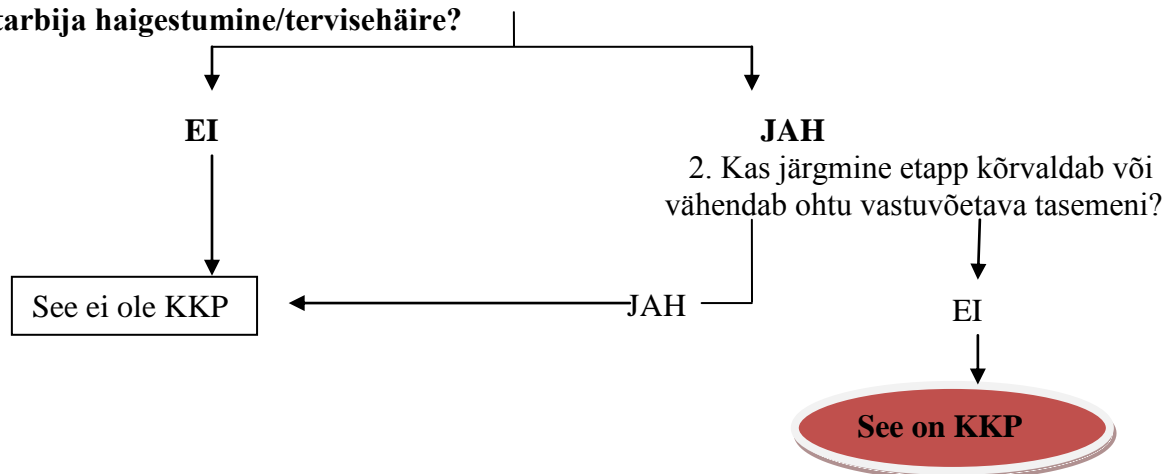 tarbija haigestumine/tervisehäire?
EI
JAH
2. Kas järgmine etapp kõrvaldab või
vähendab ohtu vastuvõetava tasemeni?
See ei ole KKP
JAH
EI
See on KKP